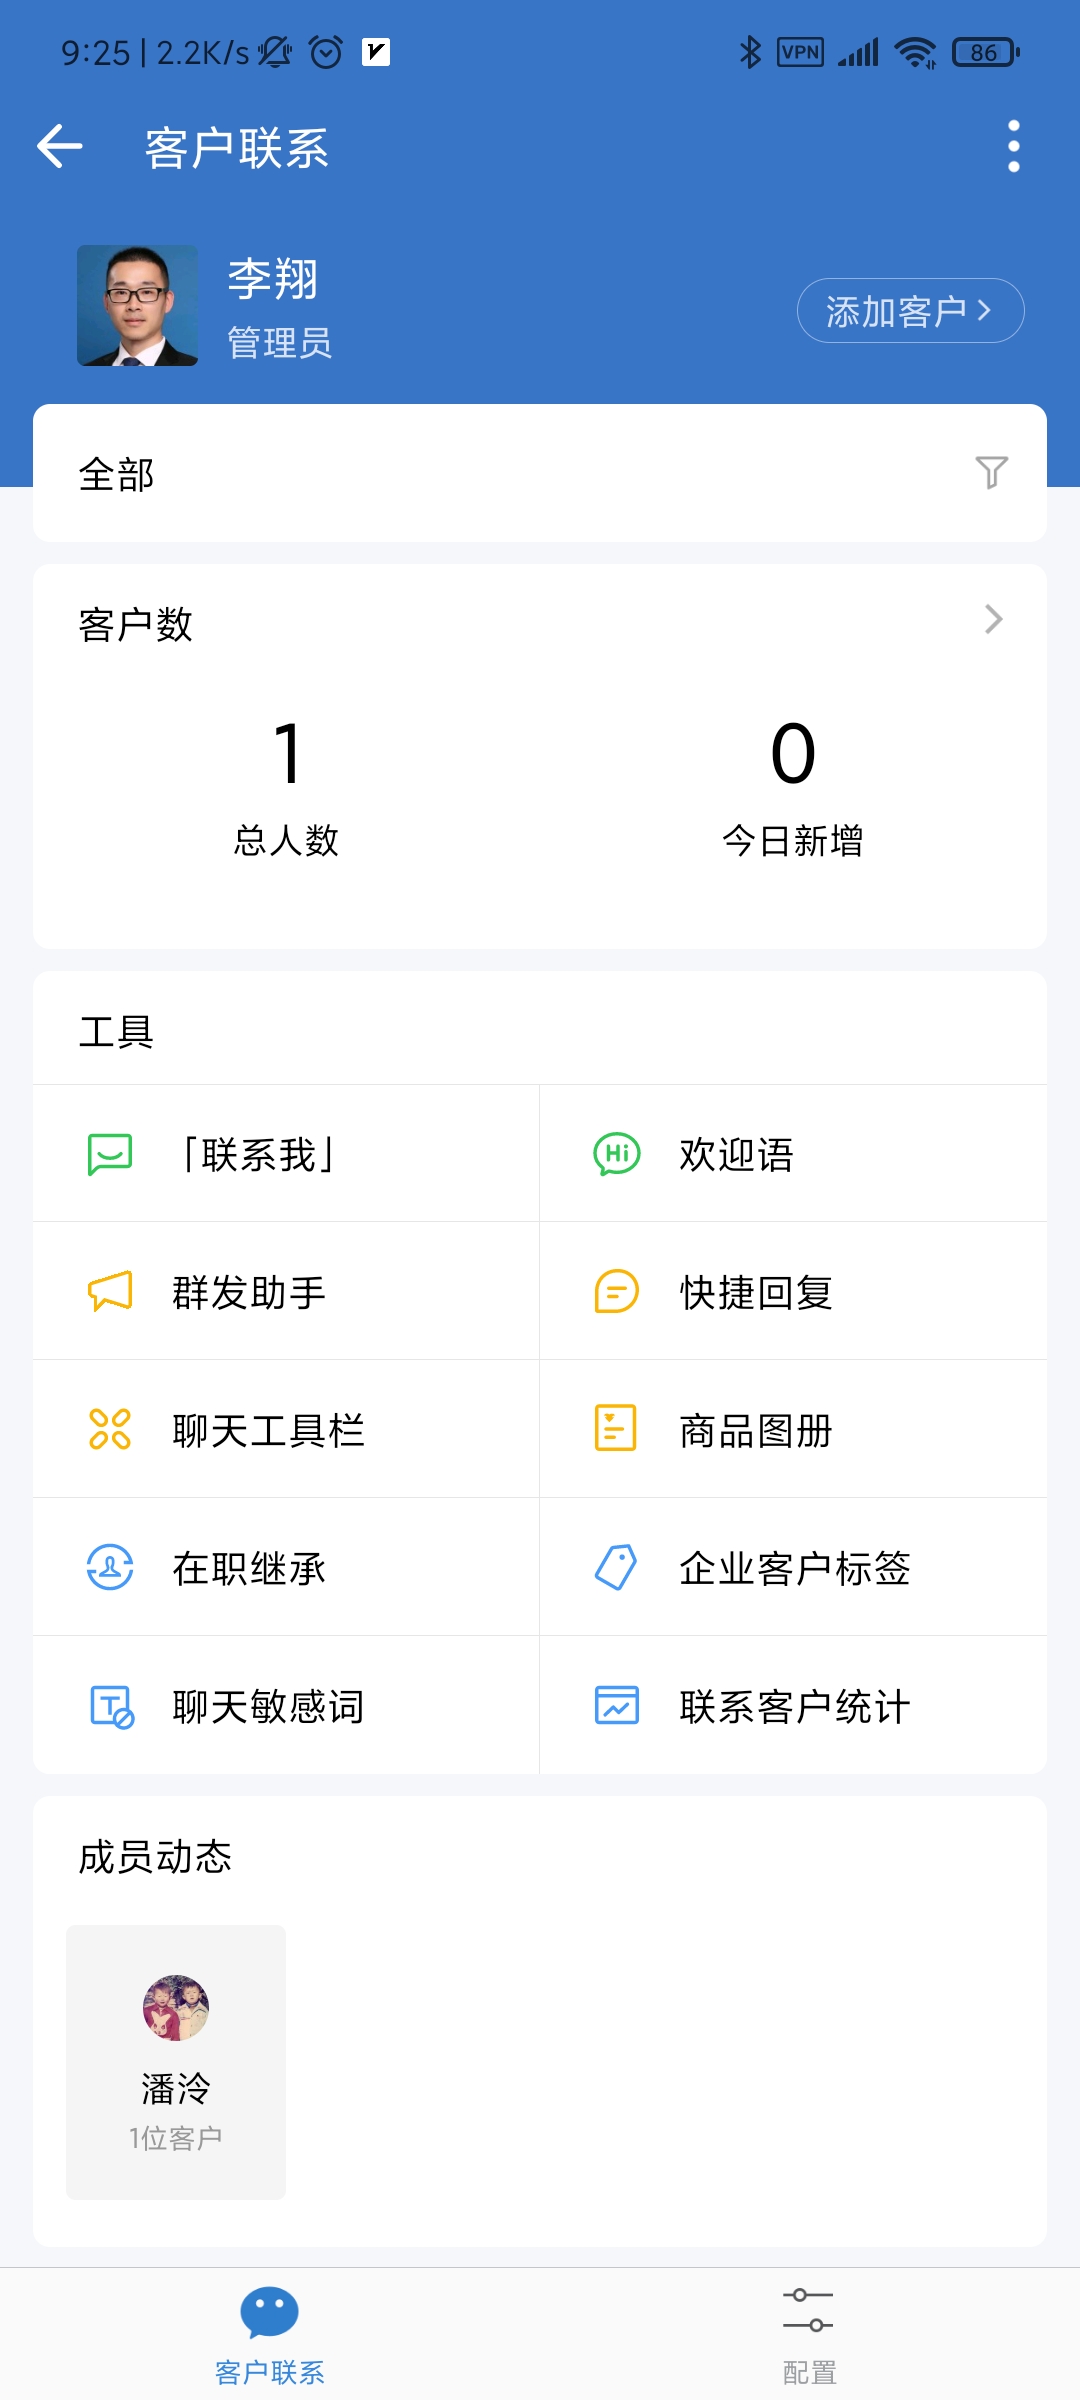 9:25 | 2.2K/s
VPN
86
客户联系
李翔
管理员
添加客户
全部
客户数
1
0
总人数
今日新增
工具
「联系我」
Hi
欢迎语
群发助手
快捷回复
聊天工具栏
商品图册
在职继承
企业客户标签
T
聊天敏感词
联系客户统计
成员动态
潘泠
1位客户
客户联系
配置